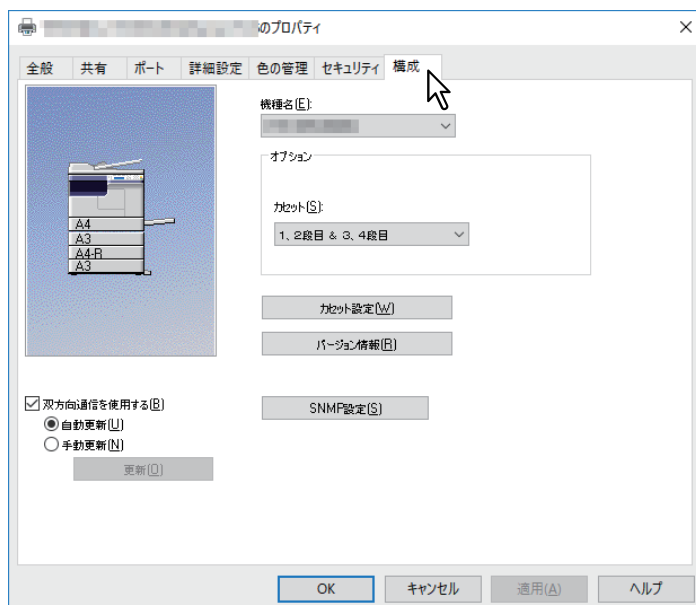 のプロパティ
全般 共有 ポート 詳細設定 色の管理 セキュリティ 構成
機種名(E):
オプション
カセット(S):
1、2段目 & 3、4段目
A4
A3
A4-R
A3
カセット設定(W)
バージョン情報(R)
双方向通信を使用する(B)
自動更新(U)
手動更新(N)
更新(O)
SNMP設定(S)
OK キャンセル 適用(A) ヘルプ